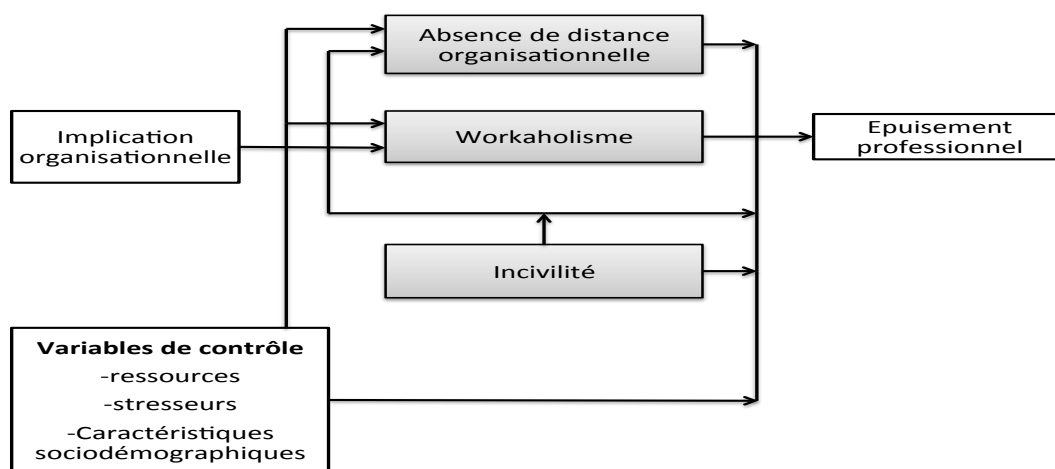 Absence de distance
organisationnelle
Implication
organisationnelle
Workaholisme
Epuisement
professionnel
Incivilité
Variables de contrôle
-ressources
-stresseurs
-Caractéristiques
sociodémographiques